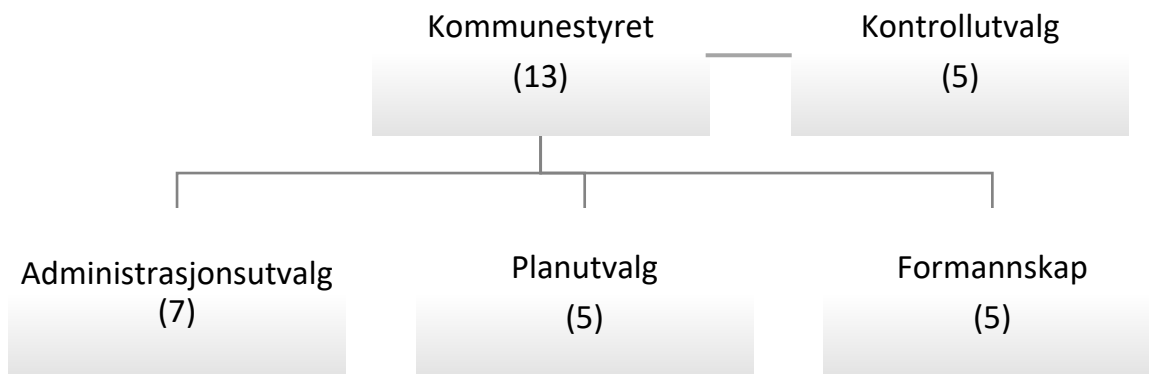 Kommunestyret
(13)
Kontrollutvalg
(5)
Administrasjonsutvalg
(7)
Planutvalg
(5)
Formannskap
(5)